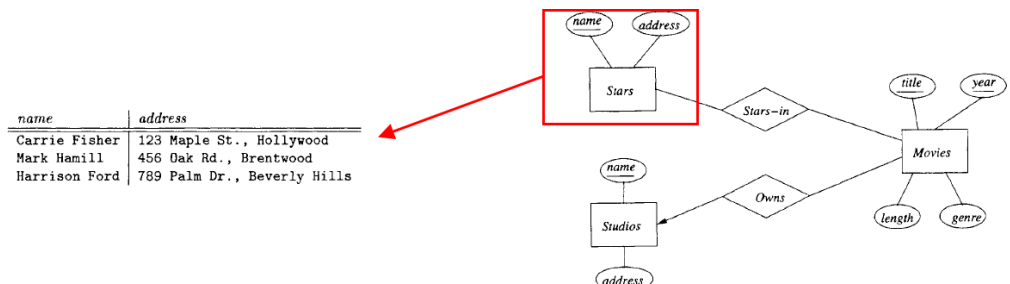 name address
Carrie Fisher 123 Maple St., Hollywood
Mark Hamill 456 Oak Rd., Brentwood
Harrison Ford 789 Palm Dr., Beverly Hills
name address
Stars
Stars-in
title year
Movies
length genre
name
Owns
Studios
address